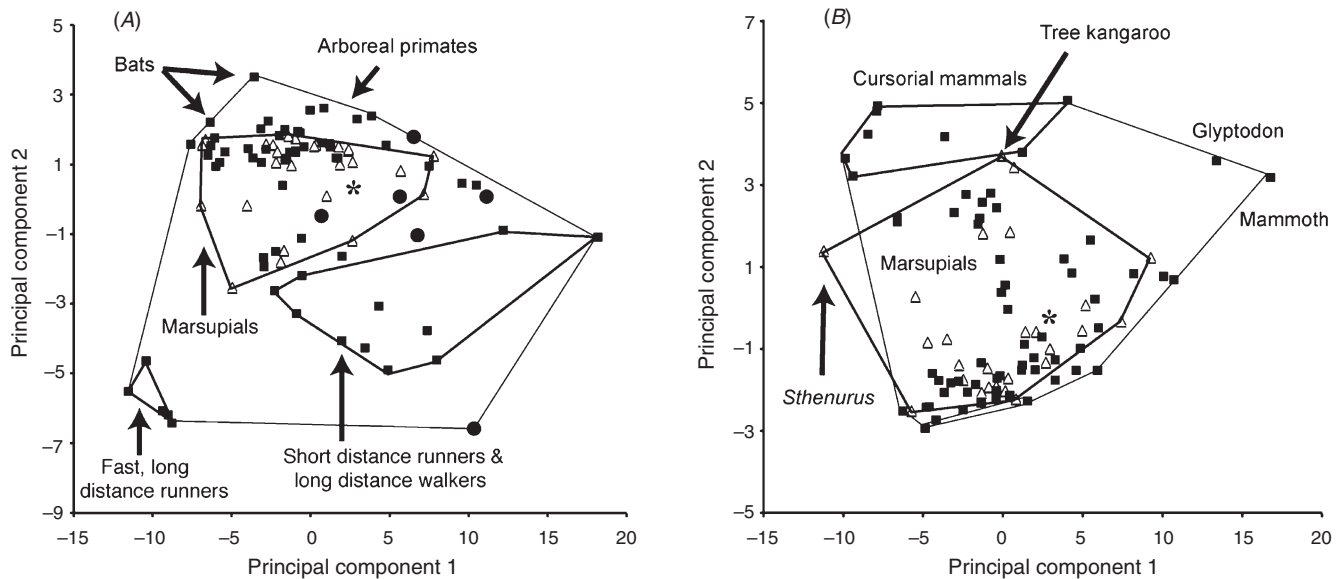 (A)
5
3
1
–1
–3
–5
–7
–9
Principal component 2
Bats
Arboreal primates
Marsupials
*
Fast, long
distance runners
Short distance runners &
long distance walkers
–15
–10
–5
0
5
10
15
20
Principal component 1
(B)
7
5
3
1
–1
–3
–5
Principal component 2
Tree kangaroo
Cursorial mammals
Glyptodon
Mammoth
Marsupials
*
Sthenurus
–15
–10
–5
0
5
10
15
20
Principal component 1